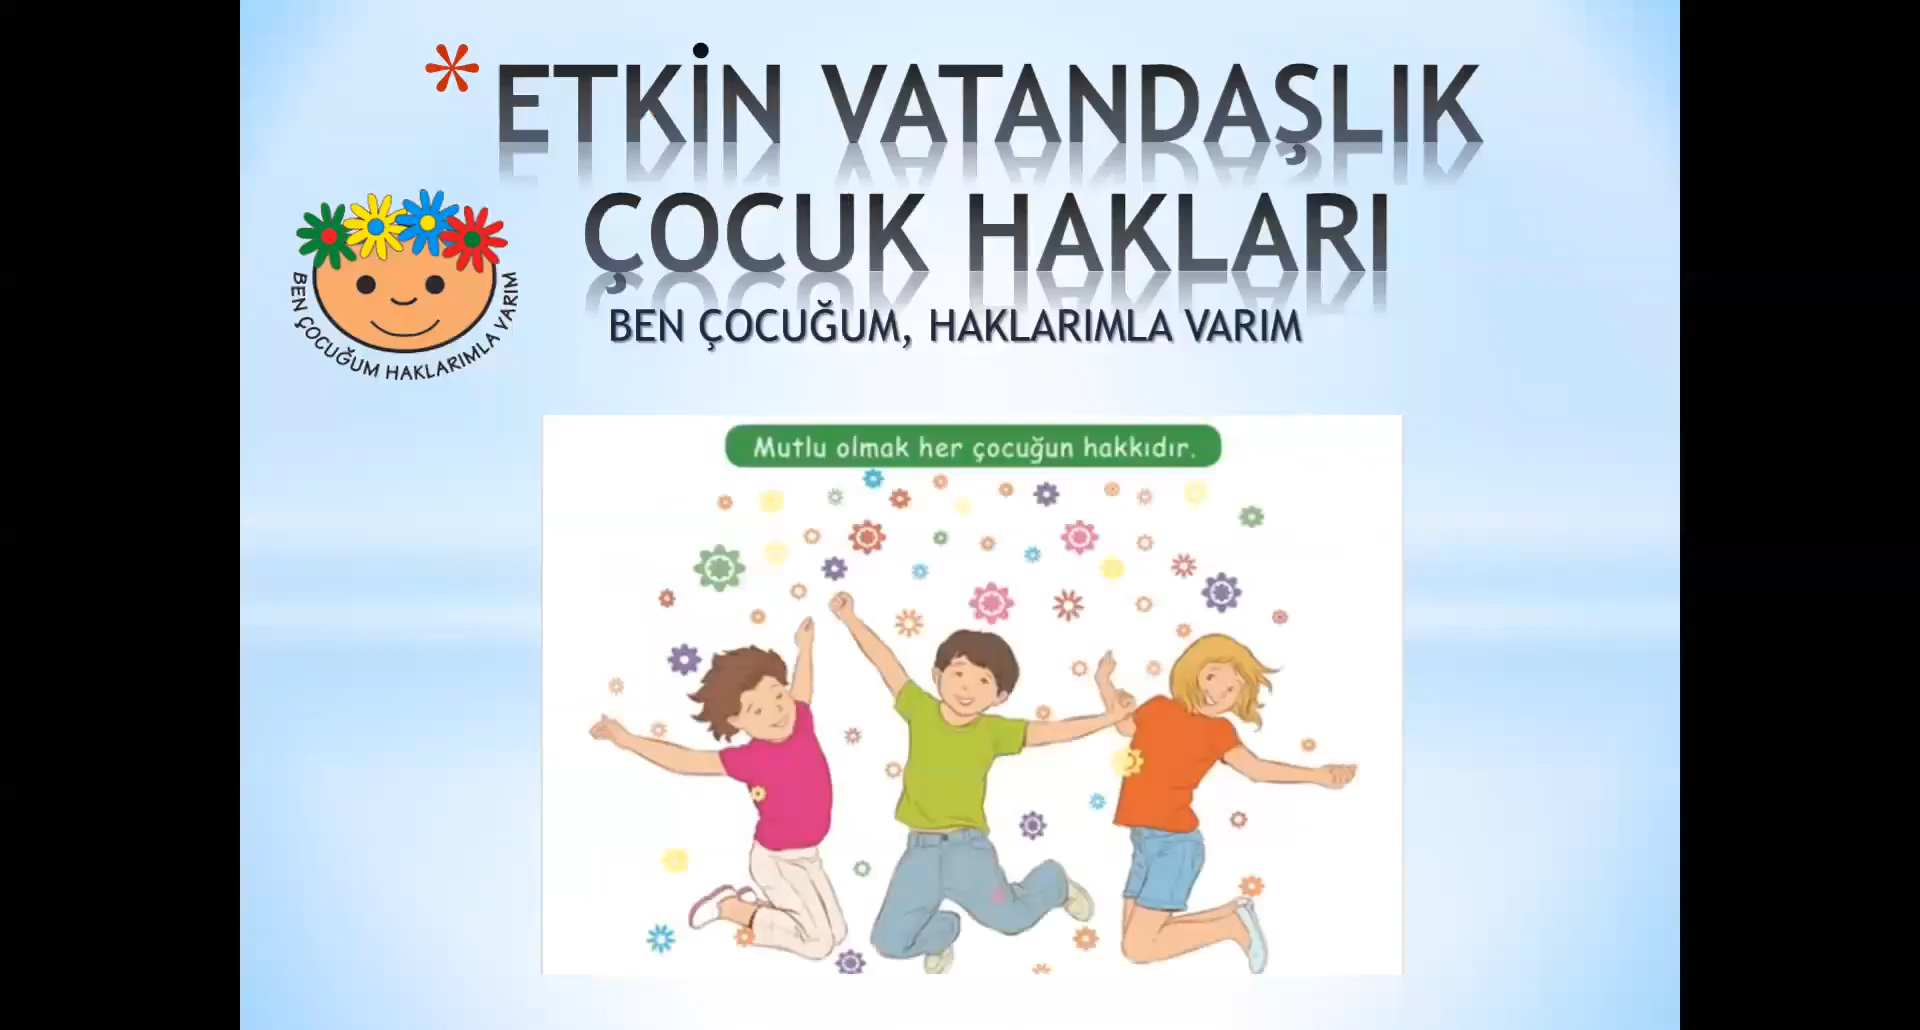 * ETKİN VATANDAŞLIK
ÇOCUK HAKLARI
BEN ÇOCUĞUM, HAKLARIMLA VARIM
BEN ÇOCUĞUM HAKLARIMLA VARIM
Mutlu olmak her çocuğun hakkıdır.